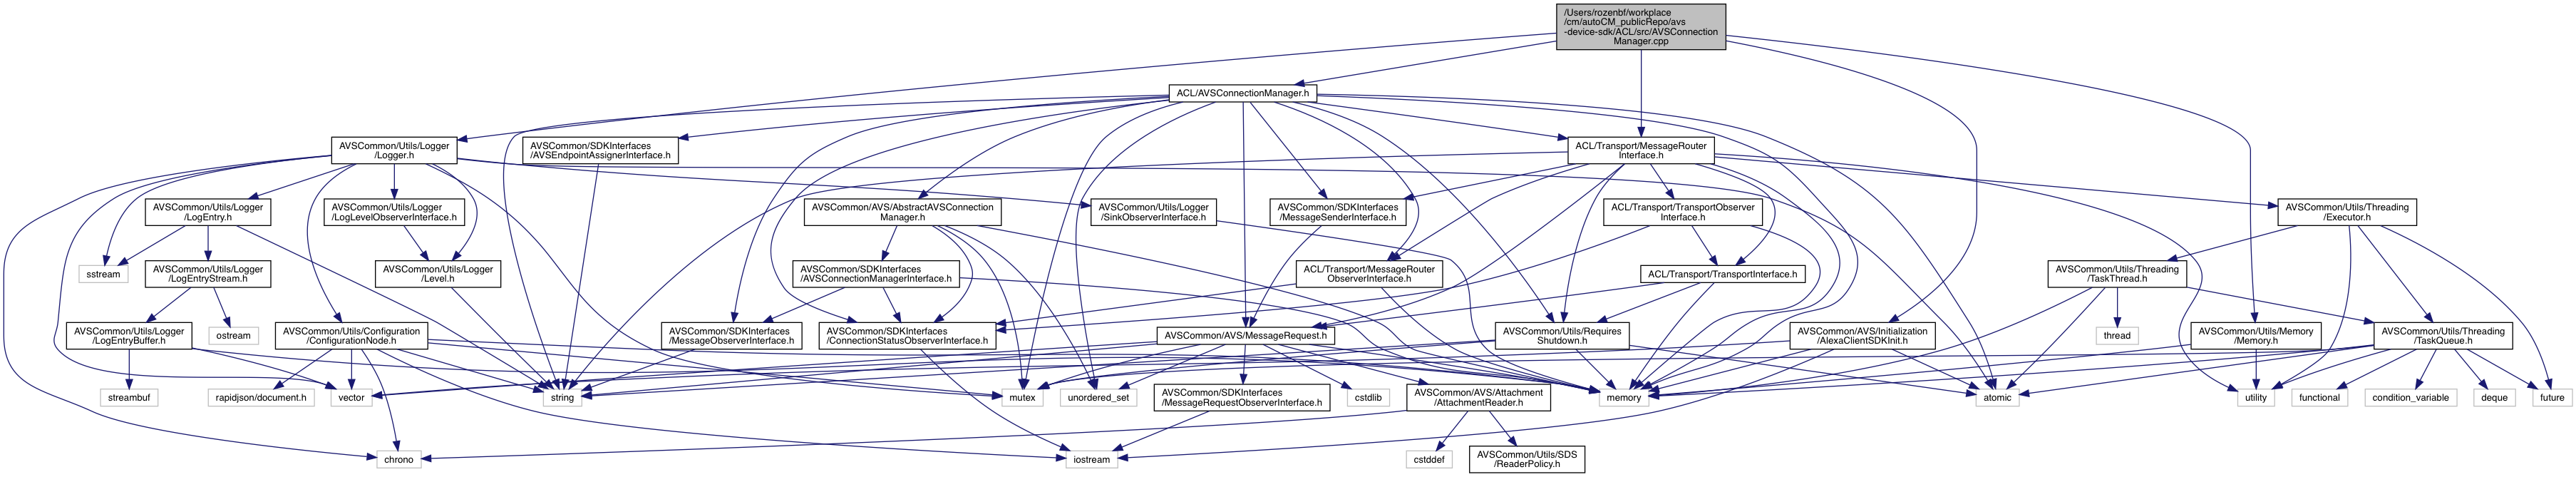 /Users/rozenbf/workplace
/cm/autoCM_publicRepo/avs
-device-sdk/ACL/src/AVSConnection
Manager.cpp
ACL/AVSConnectionManager.h
AVSCommon/Utils/Logger
/Logger.h
AVSCommon/SDKInterfaces
/AVSEndpointAssignerInterface.h
ACL/Transport/MessageRouter
Interface.h
AVSCommon/Utils/Logger
/LogEntry.h
AVSCommon/Utils/Logger
/LogLevelObserverInterface.h
AVSCommon/AVS/AbstractAVSConnection
Manager.h
AVSCommon/Utils/Logger
/SinkObserverInterface.h
AVSCommon/SDKInterfaces
/MessageSenderInterface.h
ACL/Transport/TransportObserver
Interface.h
AVSCommon/Utils/Threading
/Executor.h
sstream
AVSCommon/Utils/Logger
/LogEntryStream.h
AVSCommon/Utils/Logger
/Level.h
AVSCommon/SDKInterfaces
/AVSConnectionManagerInterface.h
ACL/Transport/MessageRouter
ObserverInterface.h
ACL/Transport/TransportInterface.h
AVSCommon/Utils/Threading
/TaskThread.h
AVSCommon/Utils/Logger
/LogEntryBuffer.h
ostream
AVSCommon/Utils/Configuration
/ConfigurationNode.h
AVSCommon/SDKInterfaces
/MessageObserverInterface.h
AVSCommon/SDKInterfaces
/ConnectionStatusObserverInterface.h
AVSCommon/AVS/MessageRequest.h
AVSCommon/Utils/Requires
Shutdown.h
AVSCommon/AVS/Initialization
/AlexaClientSDKInit.h
thread
AVSCommon/Utils/Memory
/Memory.h
AVSCommon/Utils/Threading
/TaskQueue.h
streambuf
rapidjson/document.h
vector
string
mutex
unordered_set
AVSCommon/SDKInterfaces
/MessageRequestObserverInterface.h
cstdlib
AVSCommon/AVS/Attachment
/AttachmentReader.h
memory
atomic
utility
functional
condition_variable
deque
future
chrono
iostream
cstddef
AVSCommon/Utils/SDS
/ReaderPolicy.h